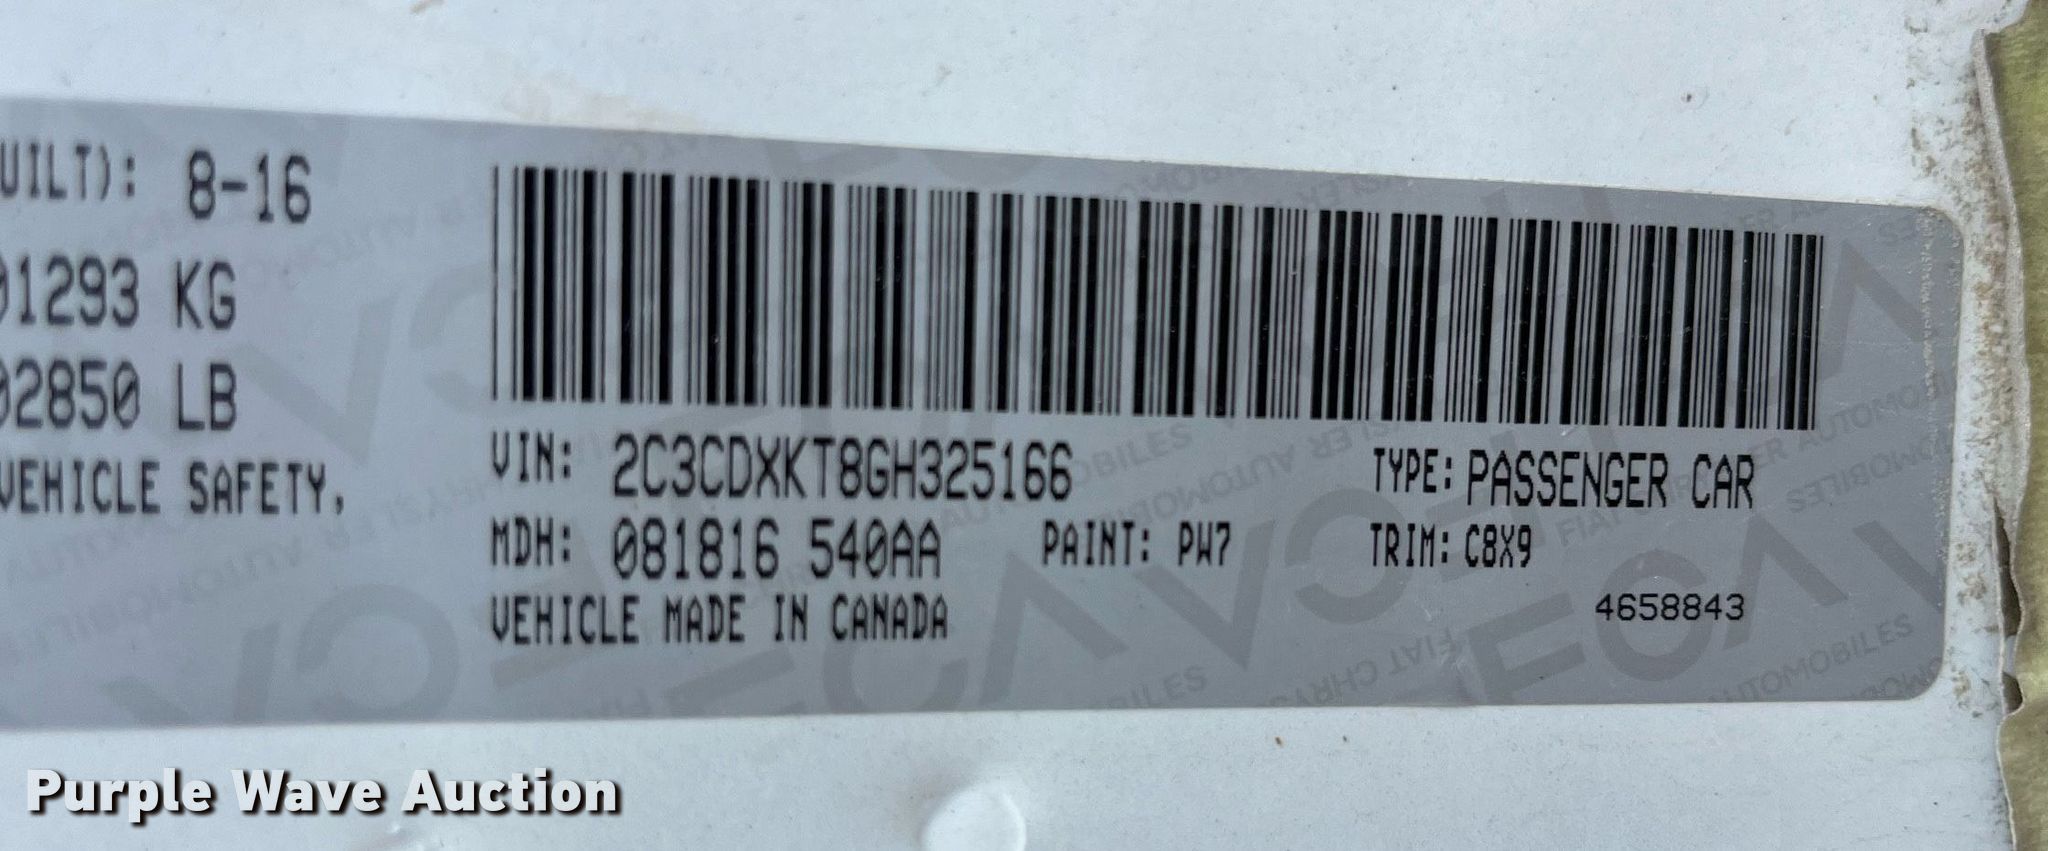 UILT): 8-16
01293 KG
02850 LB
VEHICLE SAFETY,
VIN: 2C3CDXKT8GH325166 TYPE: PASSENGER CAR
MDH: 081816 540AA PAINT: PW7 TRIM: C8X9
VEHICLE MADE IN CANADA
4658843
Purple Wave Auction